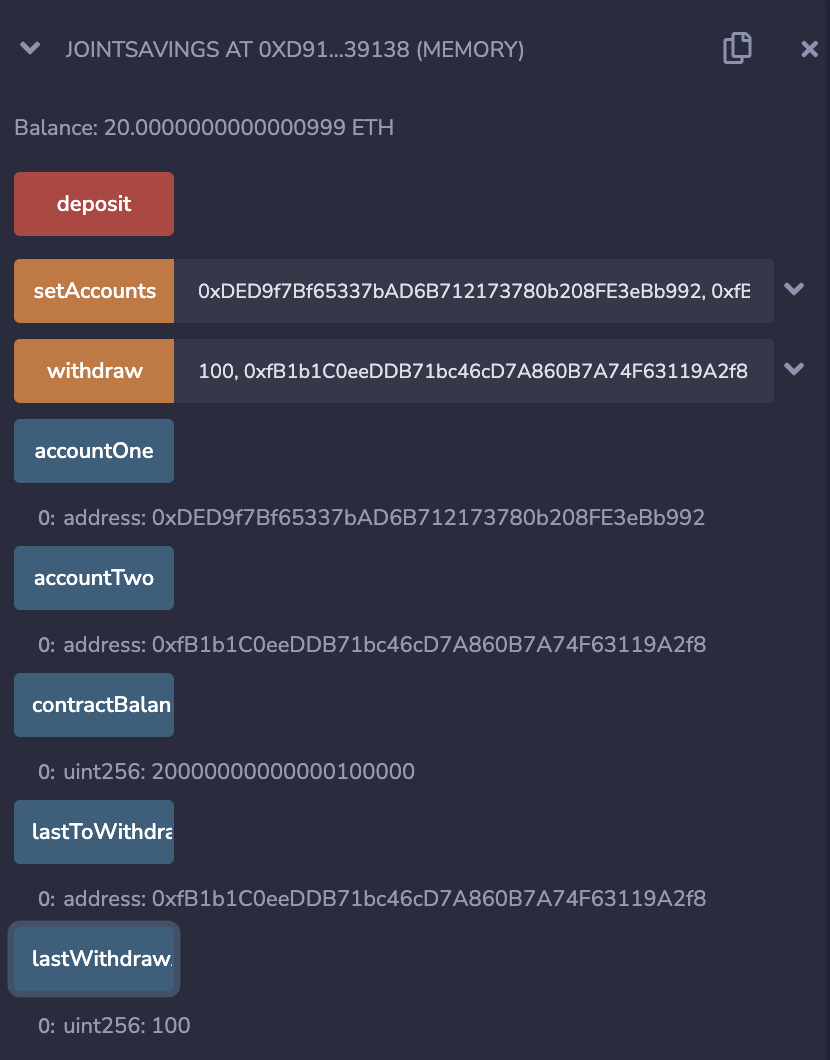 JOINTSAVINGS AT 0XD91...39138 (MEMORY)
Balance: 20.0000000000000999 ETH
deposit
setAccounts 0xDED9f7Bf65337bAD6B712173780b208FE3eBb992, 0xfE
withdraw 100, 0xfB1b1C0eeDDB71bc46cD7A860B7A74F63119A2f8
accountOne
0: address: 0xDED9f7Bf65337bAD6B712173780b208FE3eBb992
accountTwo
0: address: 0xfB1b1C0eeDDB71bc46cD7A860B7A74F63119A2f8
contractBalan
0: uint256: 20000000000000100000
lastToWithdra
0: address: 0xfB1b1C0eeDDB71bc46cD7A860B7A74F63119A2f8
lastWithdraw
0: uint256: 100